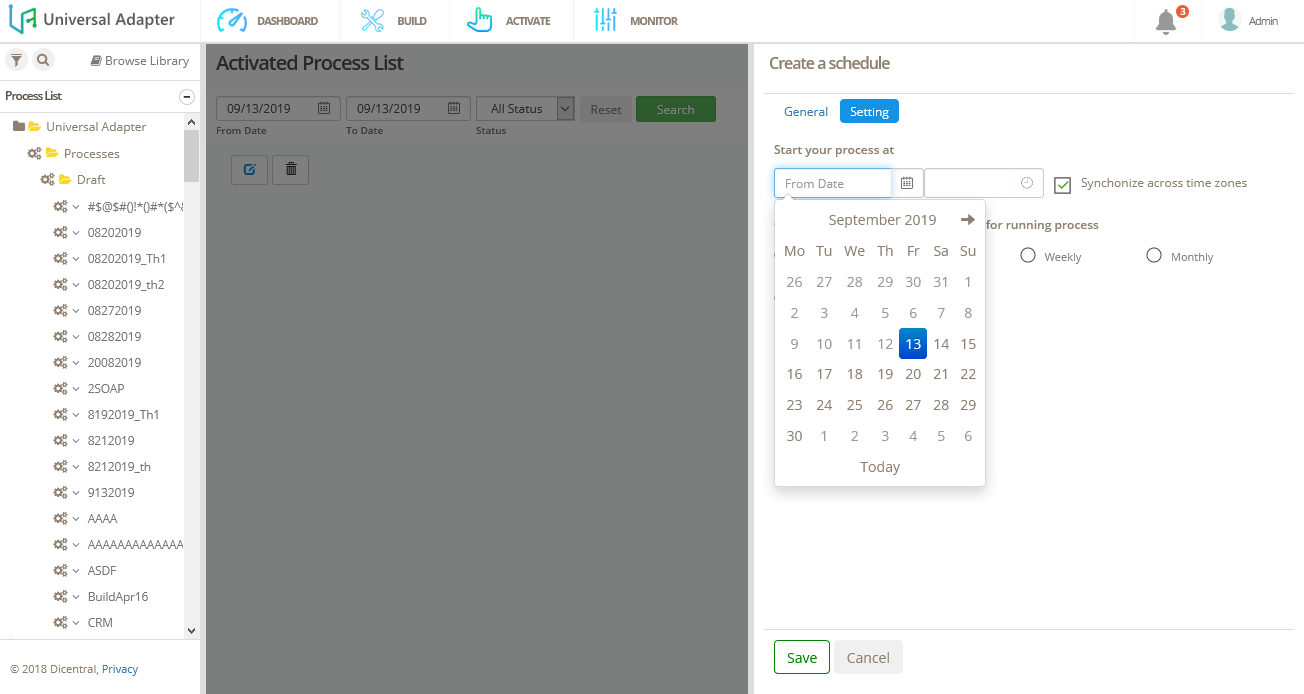 Universal Adapter
DASHBOARD
BUILD
ACTIVATE
MONITOR
3
Admin
Browse Library
Process List
Universal Adapter
Processes
Draft
#$@$#()!*()#*($^&
08202019
08202019_Th1
08202019_th2
08272019
08282019
20082019
2SOAP
8192019_Th1
8212019
8212019_th
9132019
AAAA
AAAAAAAAAAAAA
ASDF
BuildApr16
CRM
© 2018 Dicentral, Privacy
Activated Process List
09/13/2019
09/13/2019
All Status
Reset
Search
From Date
To Date
Status
Create a schedule
General
Setting
Start your process at
From Date
Synchonize across time zones
for running process
Weekly
Monthly
September 2019
Mo Tu We Th Fr Sa Su
26 27 28 29 30 31 1
2 3 4 5 6 7 8
9 10 11 12 13 14 15
16 17 18 19 20 21 22
23 24 25 26 27 28 29
30 1 2 3 4 5 6
Today
Save
Cancel